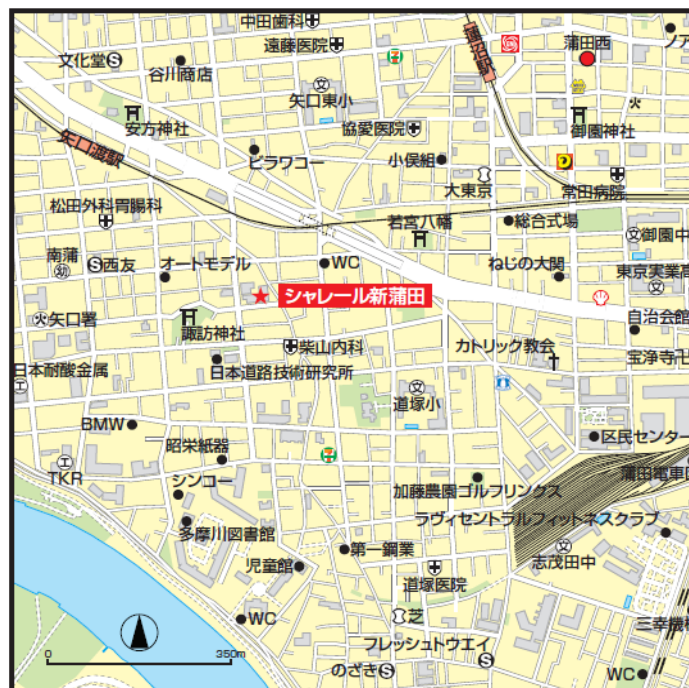 中田歯科
遠藤医院
蓮沼駅
蒲田西
ノア
文化堂
谷川商店
矢口東小
安方神社
協愛医院
御園神社
矢口渡駅
ビラワコー
小俣組
大東京
常田病院
松田外科胃腸科
若宮八幡
総合式場
御園中
南蒲
西友
オートモデル
WC
ねじの大関
東京実業高
シャレール新蒲田
矢口署
諏訪神社
自治会館
柴山内科
カトリック教会
宝浄寺
日本耐酸金属
日本道路技術研究所
道塚小
BMW
昭栄紙器
区民センター
TKR
シンコー
加藤農園ゴルフリンクス
蒲田電車区
ラヴィセントラルフィットネスクラブ
多摩川図書館
第一鋼業
志茂田中
児童館
道塚医院
WC
芝
フレッシュトウエイ
三幸機械
のざき
WC
0
350m